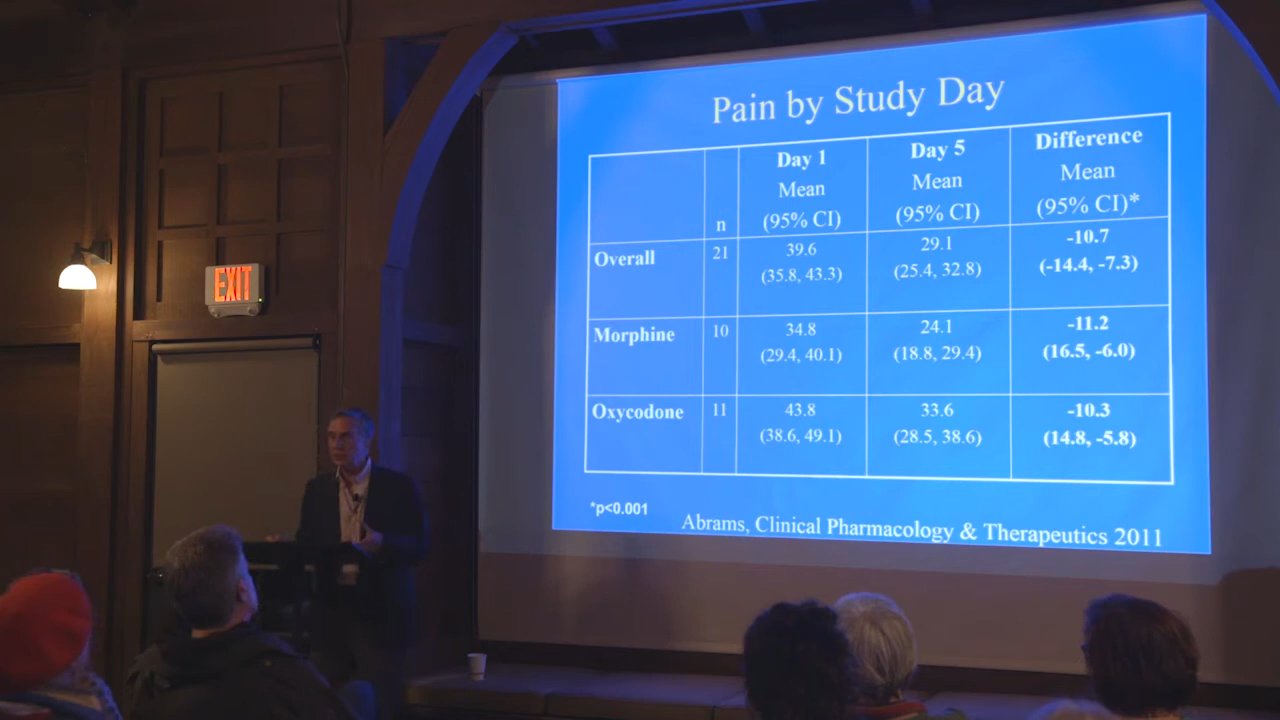 EXIT
Pain by Study Day
n
Day 1
Mean
(95% CI)
Day 5
Mean
(95% CI)
Difference
Mean
(95% CI)*
Overall
21
39.6
(35.8, 43.3)
29.1
(25.4, 32.8)
-10.7
(-14.4, -7.3)
Morphine
10
34.8
(29.4, 40.1)
24.1
(18.8, 29.4)
-11.2
(16.5, -6.0)
Oxycodone
11
43.8
(38.6, 49.1)
33.6
(28.5, 38.6)
-10.3
(14.8, -5.8)
*p<0.001
Abrams, Clinical Pharmacology & Therapeutics 2011